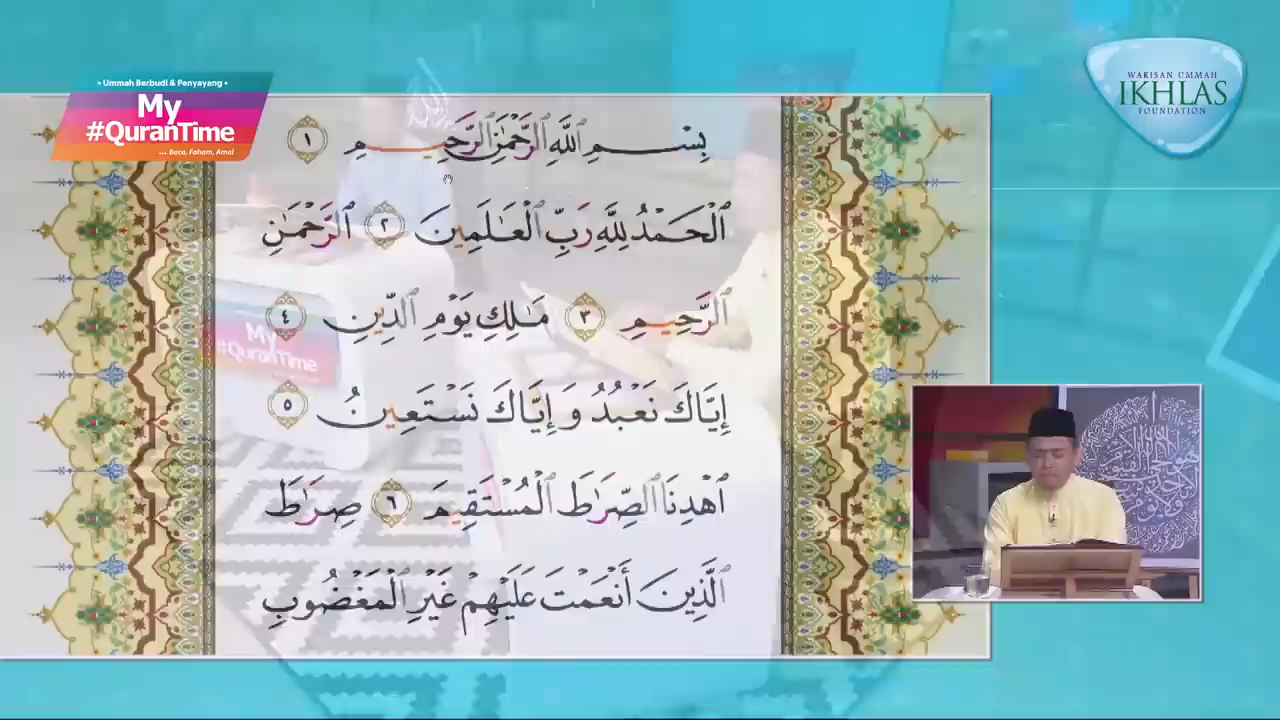 • Ummah Berbudi & Penyayang •
My
#QuranTime
... Baca, Faham, Amal
WARISAN UMMAH
IKHLAS
FOUNDATION
بِسْمِ ٱللَّهِ ٱلرَّحْمَٰنِ ٱلرَّحِيمِ ١
ٱلْحَمْدُ لِلَّهِ رَبِّ ٱلْعَٰلَمِينَ ٢ ٱلرَّحْمَٰنِ
ٱلرَّحِيمِ ٣ مَٰلِكِ يَوْمِ ٱلدِّينِ ٤
إِيَّاكَ نَعْبُدُ وَإِيَّاكَ نَسْتَعِينُ ٥
ٱهْدِنَا ٱلصِّرَٰطَ ٱلْمُسْتَقِيمَ ٦ صِرَٰطَ
ٱلَّذِينَ أَنْعَمْتَ عَلَيْهِمْ غَيْرِ ٱلْمَغْضُوبِ
My
#QuranTime